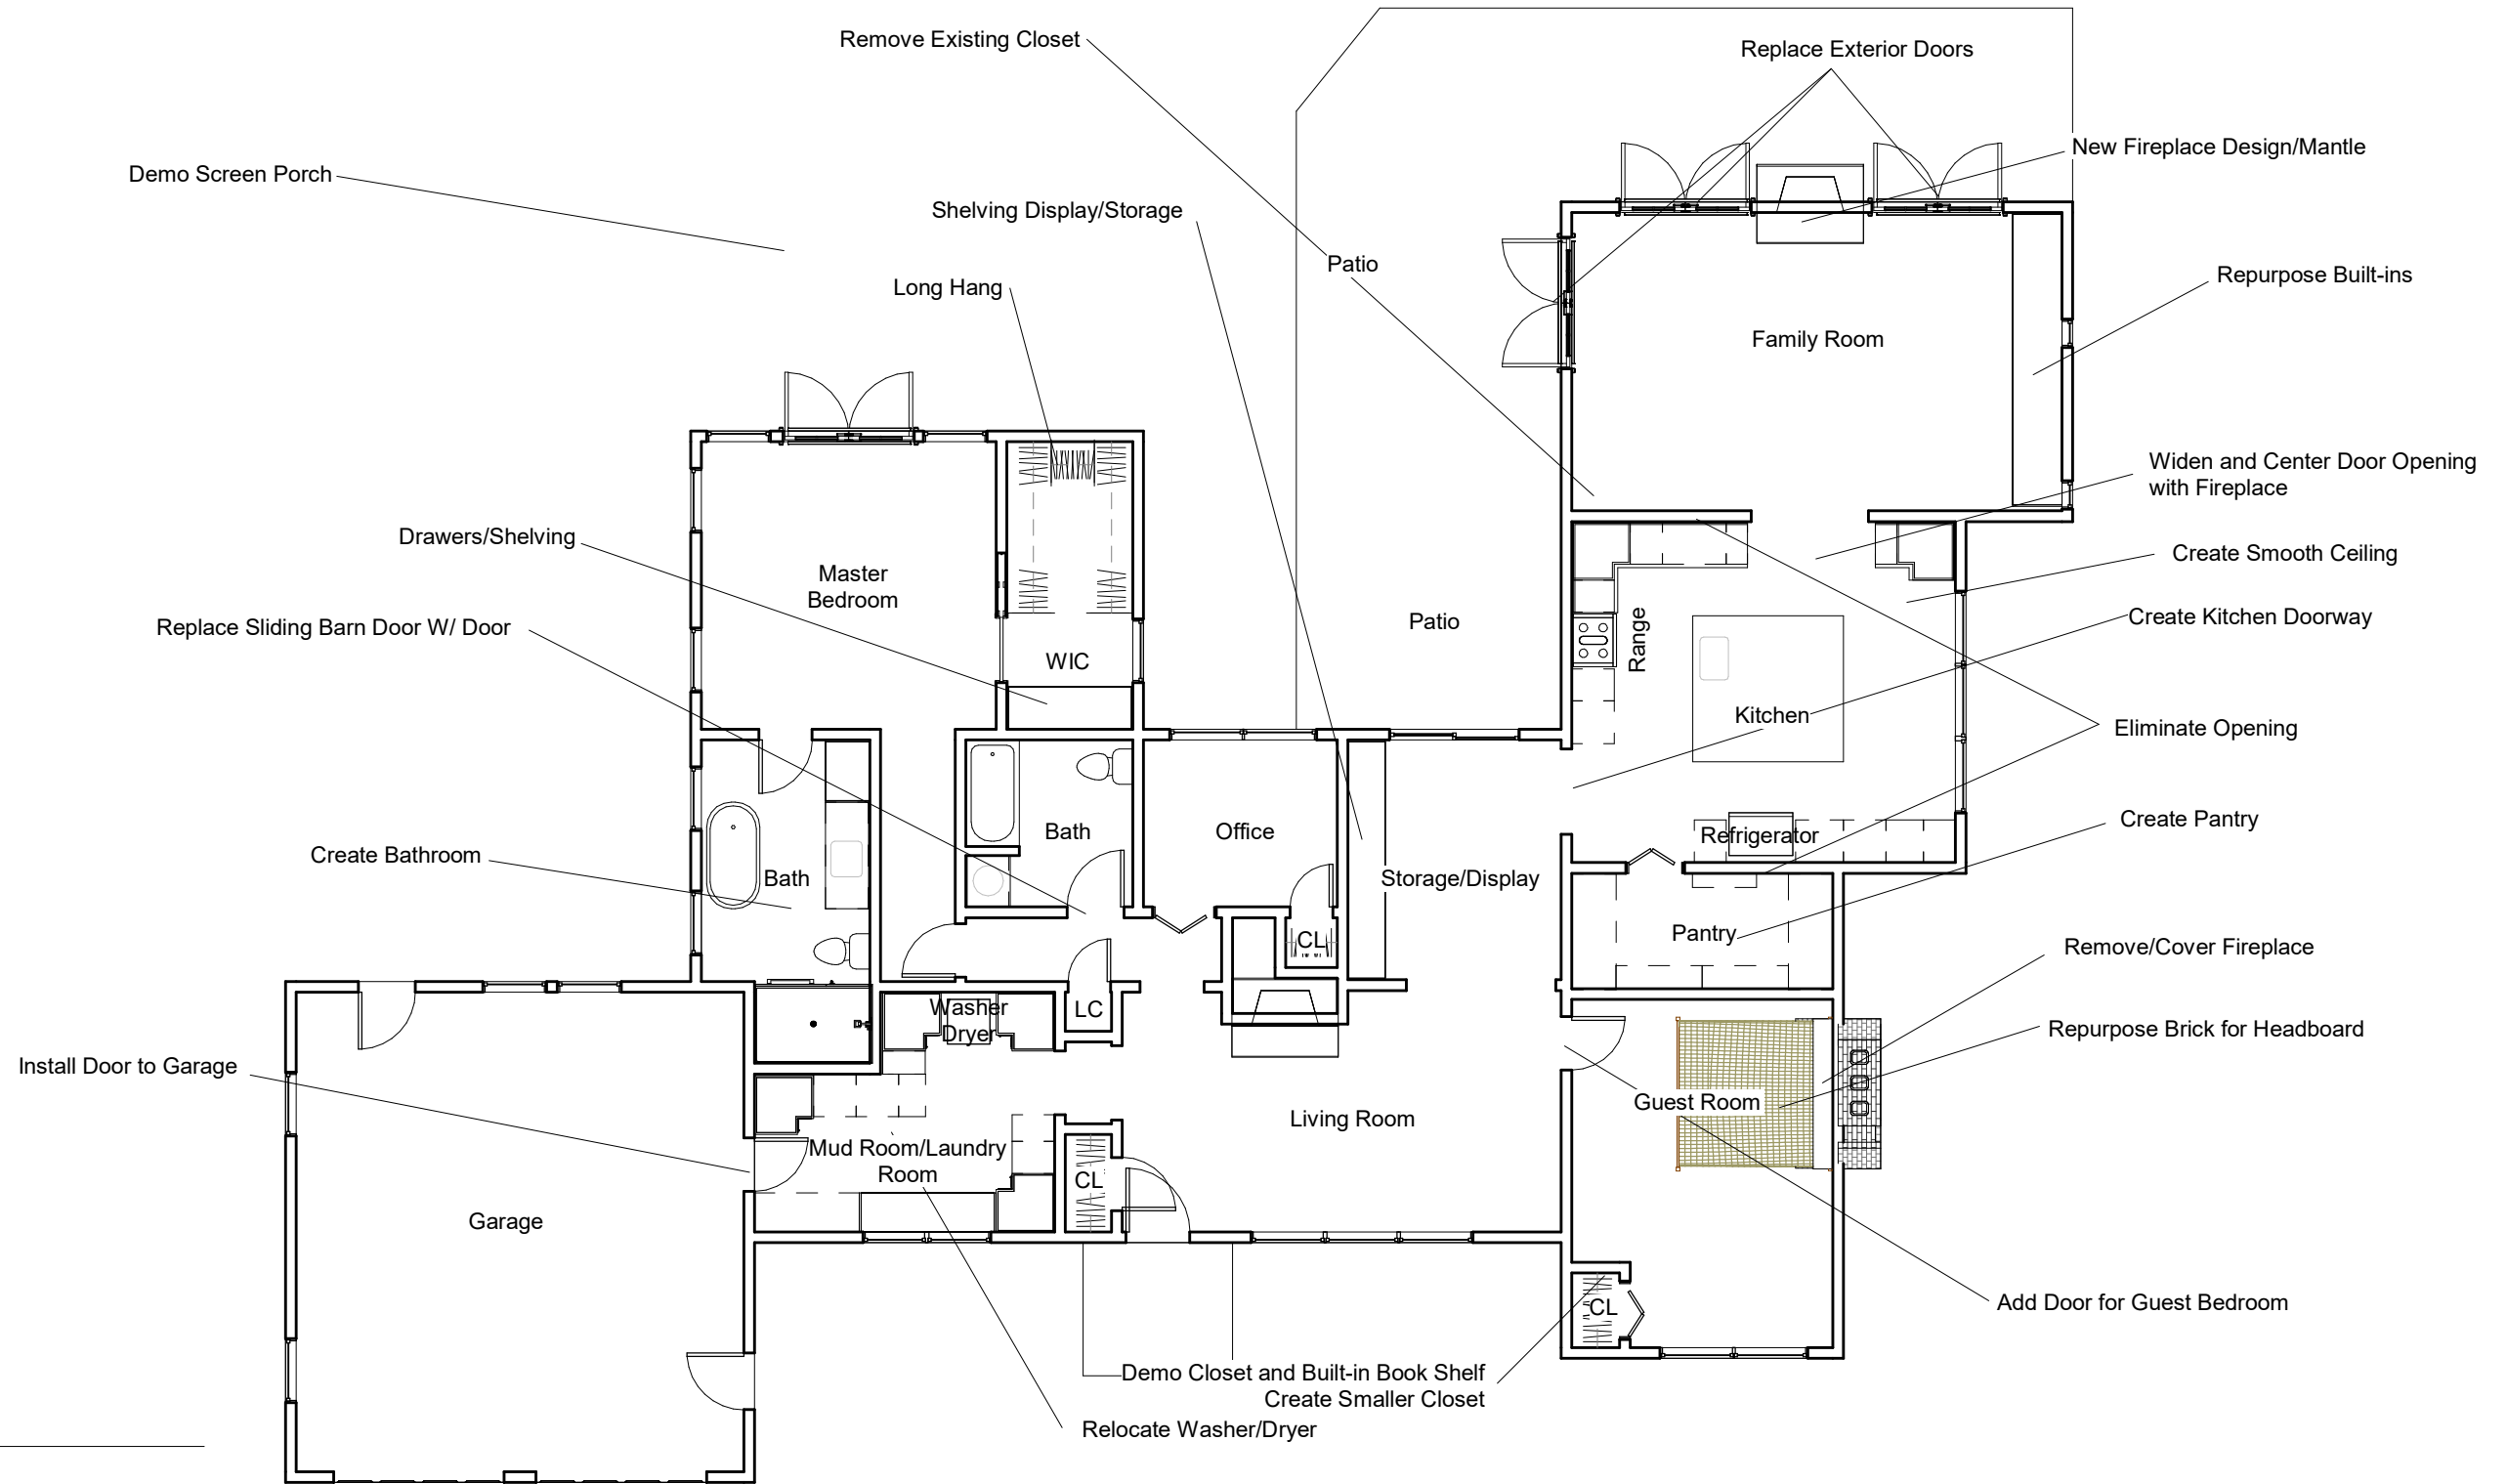 Remove Existing Closet
Replace Exterior Doors
New Fireplace Design/Mantle
Demo Screen Porch
Shelving Display/Storage
Patio
Repurpose Built-ins
Long Hang
Family Room
Widen and Center Door Opening
with Fireplace
Drawers/Shelving
Create Smooth Ceiling
Master
Bedroom
Replace Sliding Barn Door W/ Door
Patio
Range
Create Kitchen Doorway
WIC
Kitchen
Eliminate Opening
Create Pantry
Bath
Office
Refrigerator
Create Bathroom
Bath
Storage/Display
Pantry
CL
Remove/Cover Fireplace
Washer
Dryer
LC
Repurpose Brick for Headboard
Install Door to Garage
Guest Room
Living Room
Mud Room/Laundry
Room
CL
Garage
Add Door for Guest Bedroom
CL
Demo Closet and Built-in Book Shelf
Create Smaller Closet
Relocate Washer/Dryer